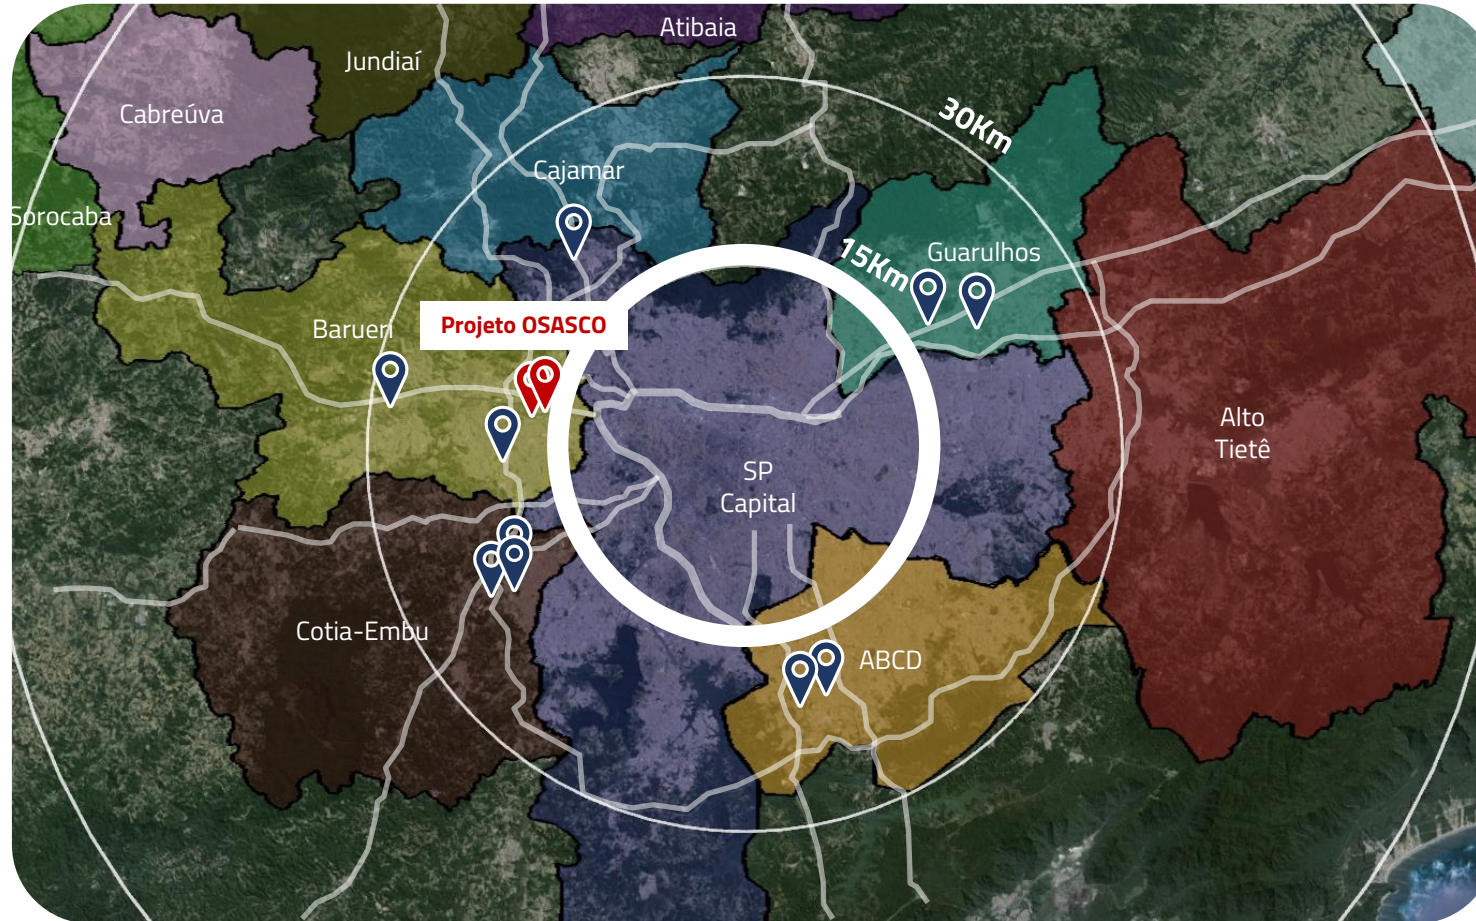 Atibaia
Jundiaí
Cabreúva
30Km
Cajamar
Sorocaba
15Km
Guarulhos
Barueri
Projeto OSASCO
Alto
Tietê
SP
Capital
Cotia-Embu
ABCD